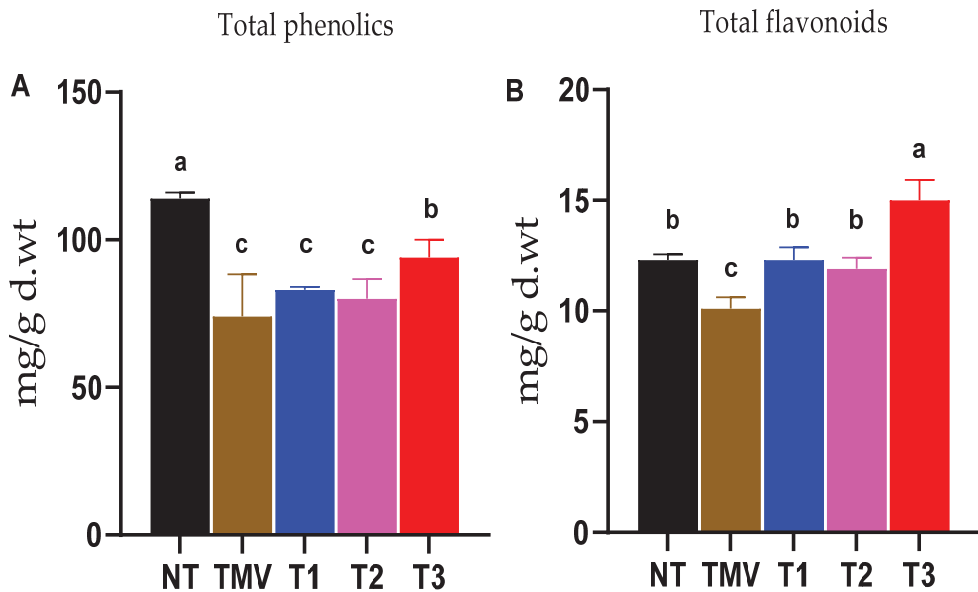 Total phenolics
A
mg/g d.wt
150
100
50
0
a
c
c
c
b
NT TMV T1 T2 T3
Total flavonoids
B
mg/g d.wt
20
15
10
5
0
b
c
b
b
a
NT TMV T1 T2 T3